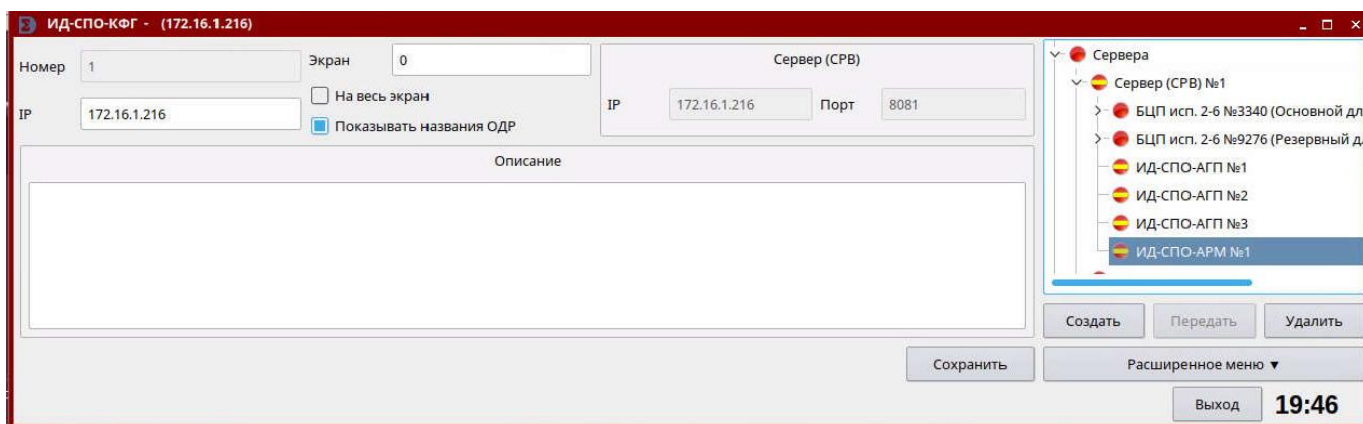 ИД-СПО-КФГ - (172.16.1.216)
Номер 1
Экран 0
IP 172.16.1.216
На весь экран
Показывать названия ОДР
Сервер (СРВ)
IP 172.16.1.216 Порт 8081
Описание
Сохранить
Сервера
Сервер (СРВ) №1
БЦП исп. 2-6 №3340 (Основной дл
БЦП исп. 2-6 №9276 (Резервный д
ИД-СПО-АГП №1
ИД-СПО-АГП №2
ИД-СПО-АГП №3
ИД-СПО-АРМ №1
Создать Передать Удалить
Расширенное меню ▼
Выход 19:46